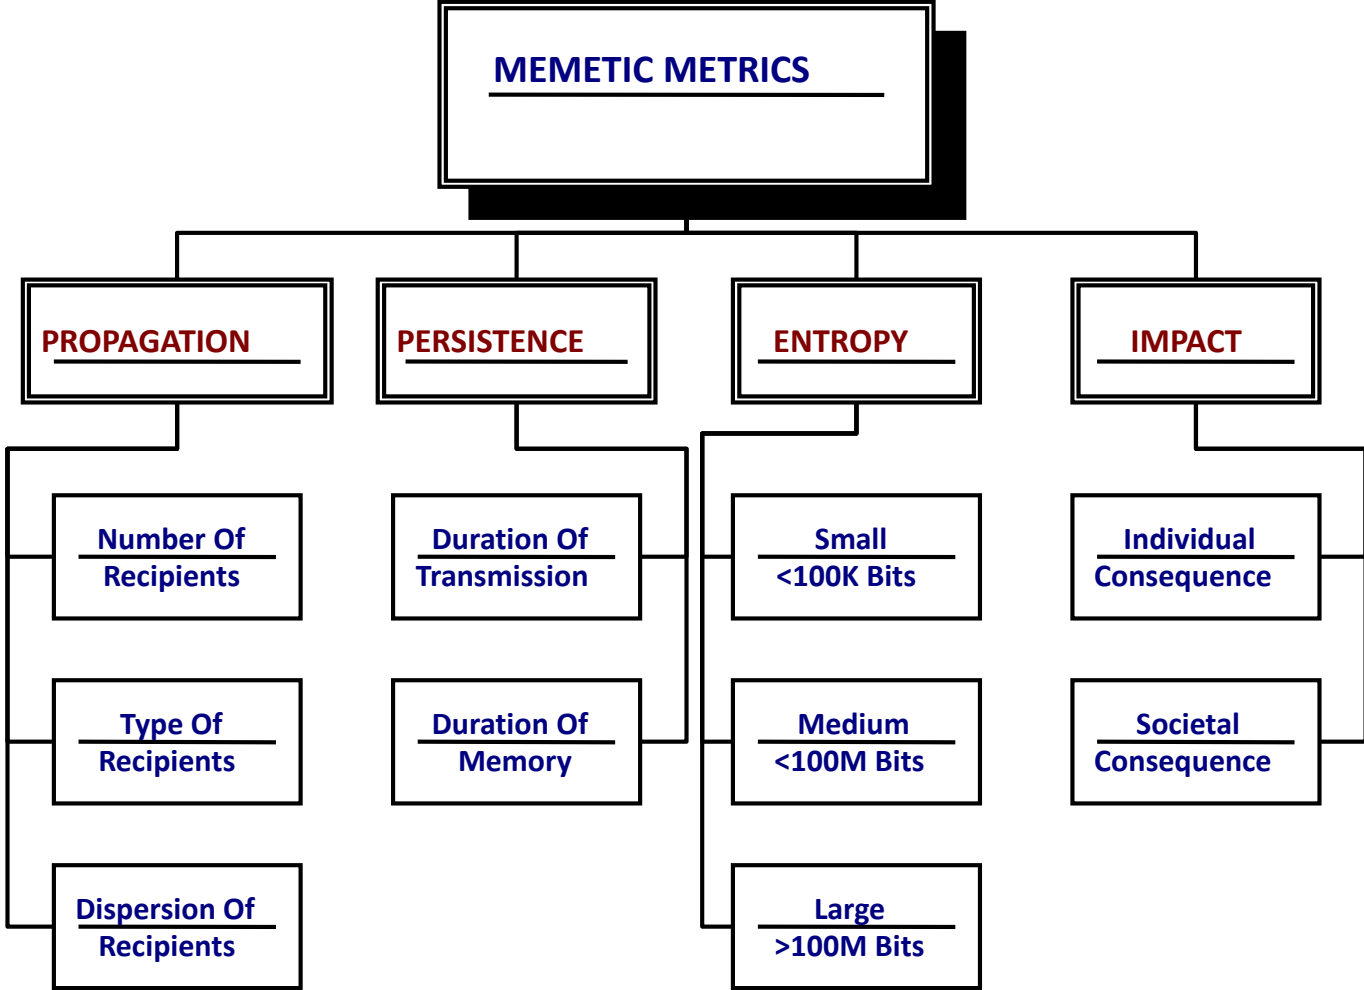 MEMETIC METRICS
PROPAGATION
PERSISTENCE
ENTROPY
IMPACT
Number Of
Recipients
Duration Of
Transmission
Small
<100K Bits
Individual
Consequence
Type Of
Recipients
Duration Of
Memory
Medium
<100M Bits
Societal
Consequence
Dispersion Of
Recipients
Large
>100M Bits